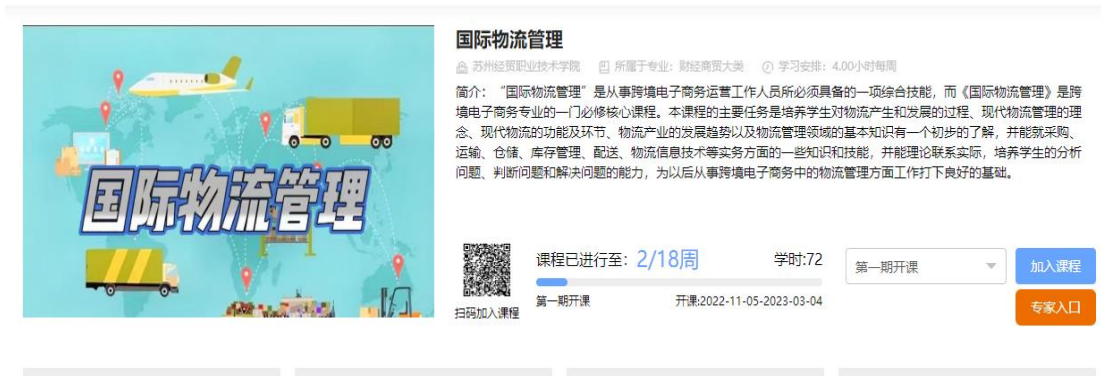 国际物流管理
国际物流管理
苏州经贸职业技术学院 所属于专业：财经商贸大类 学习安排：4.00小时每周
简介：“国际物流管理”是从事跨境电子商务运营工作人员所必须具备的一项综合技能，而《国际物流管理》是跨
境电子商务专业的一门必修核心课程。本课程的主要任务是培养学生对物流产生和发展的过程、现代物流管理的理
念、现代物流的功能及环节、物流产业的发展趋势以及物流管理领域的基本知识有一个初步的了解，并能就采购、
运输、仓储、库存管理、配送、物流信息技术等实务方面的一些知识和技能，并能理论联系实际，培养学生的分析
问题、判断问题和解决问题的能力，为以后从事跨境电子商务中的物流管理方面工作打下良好的基础。
课程已进行至：2/18周 学时:72
第一期开课 开课:2022-11-05-2023-03-04
扫码加入课程
第一期开课
加入课程
专家入口